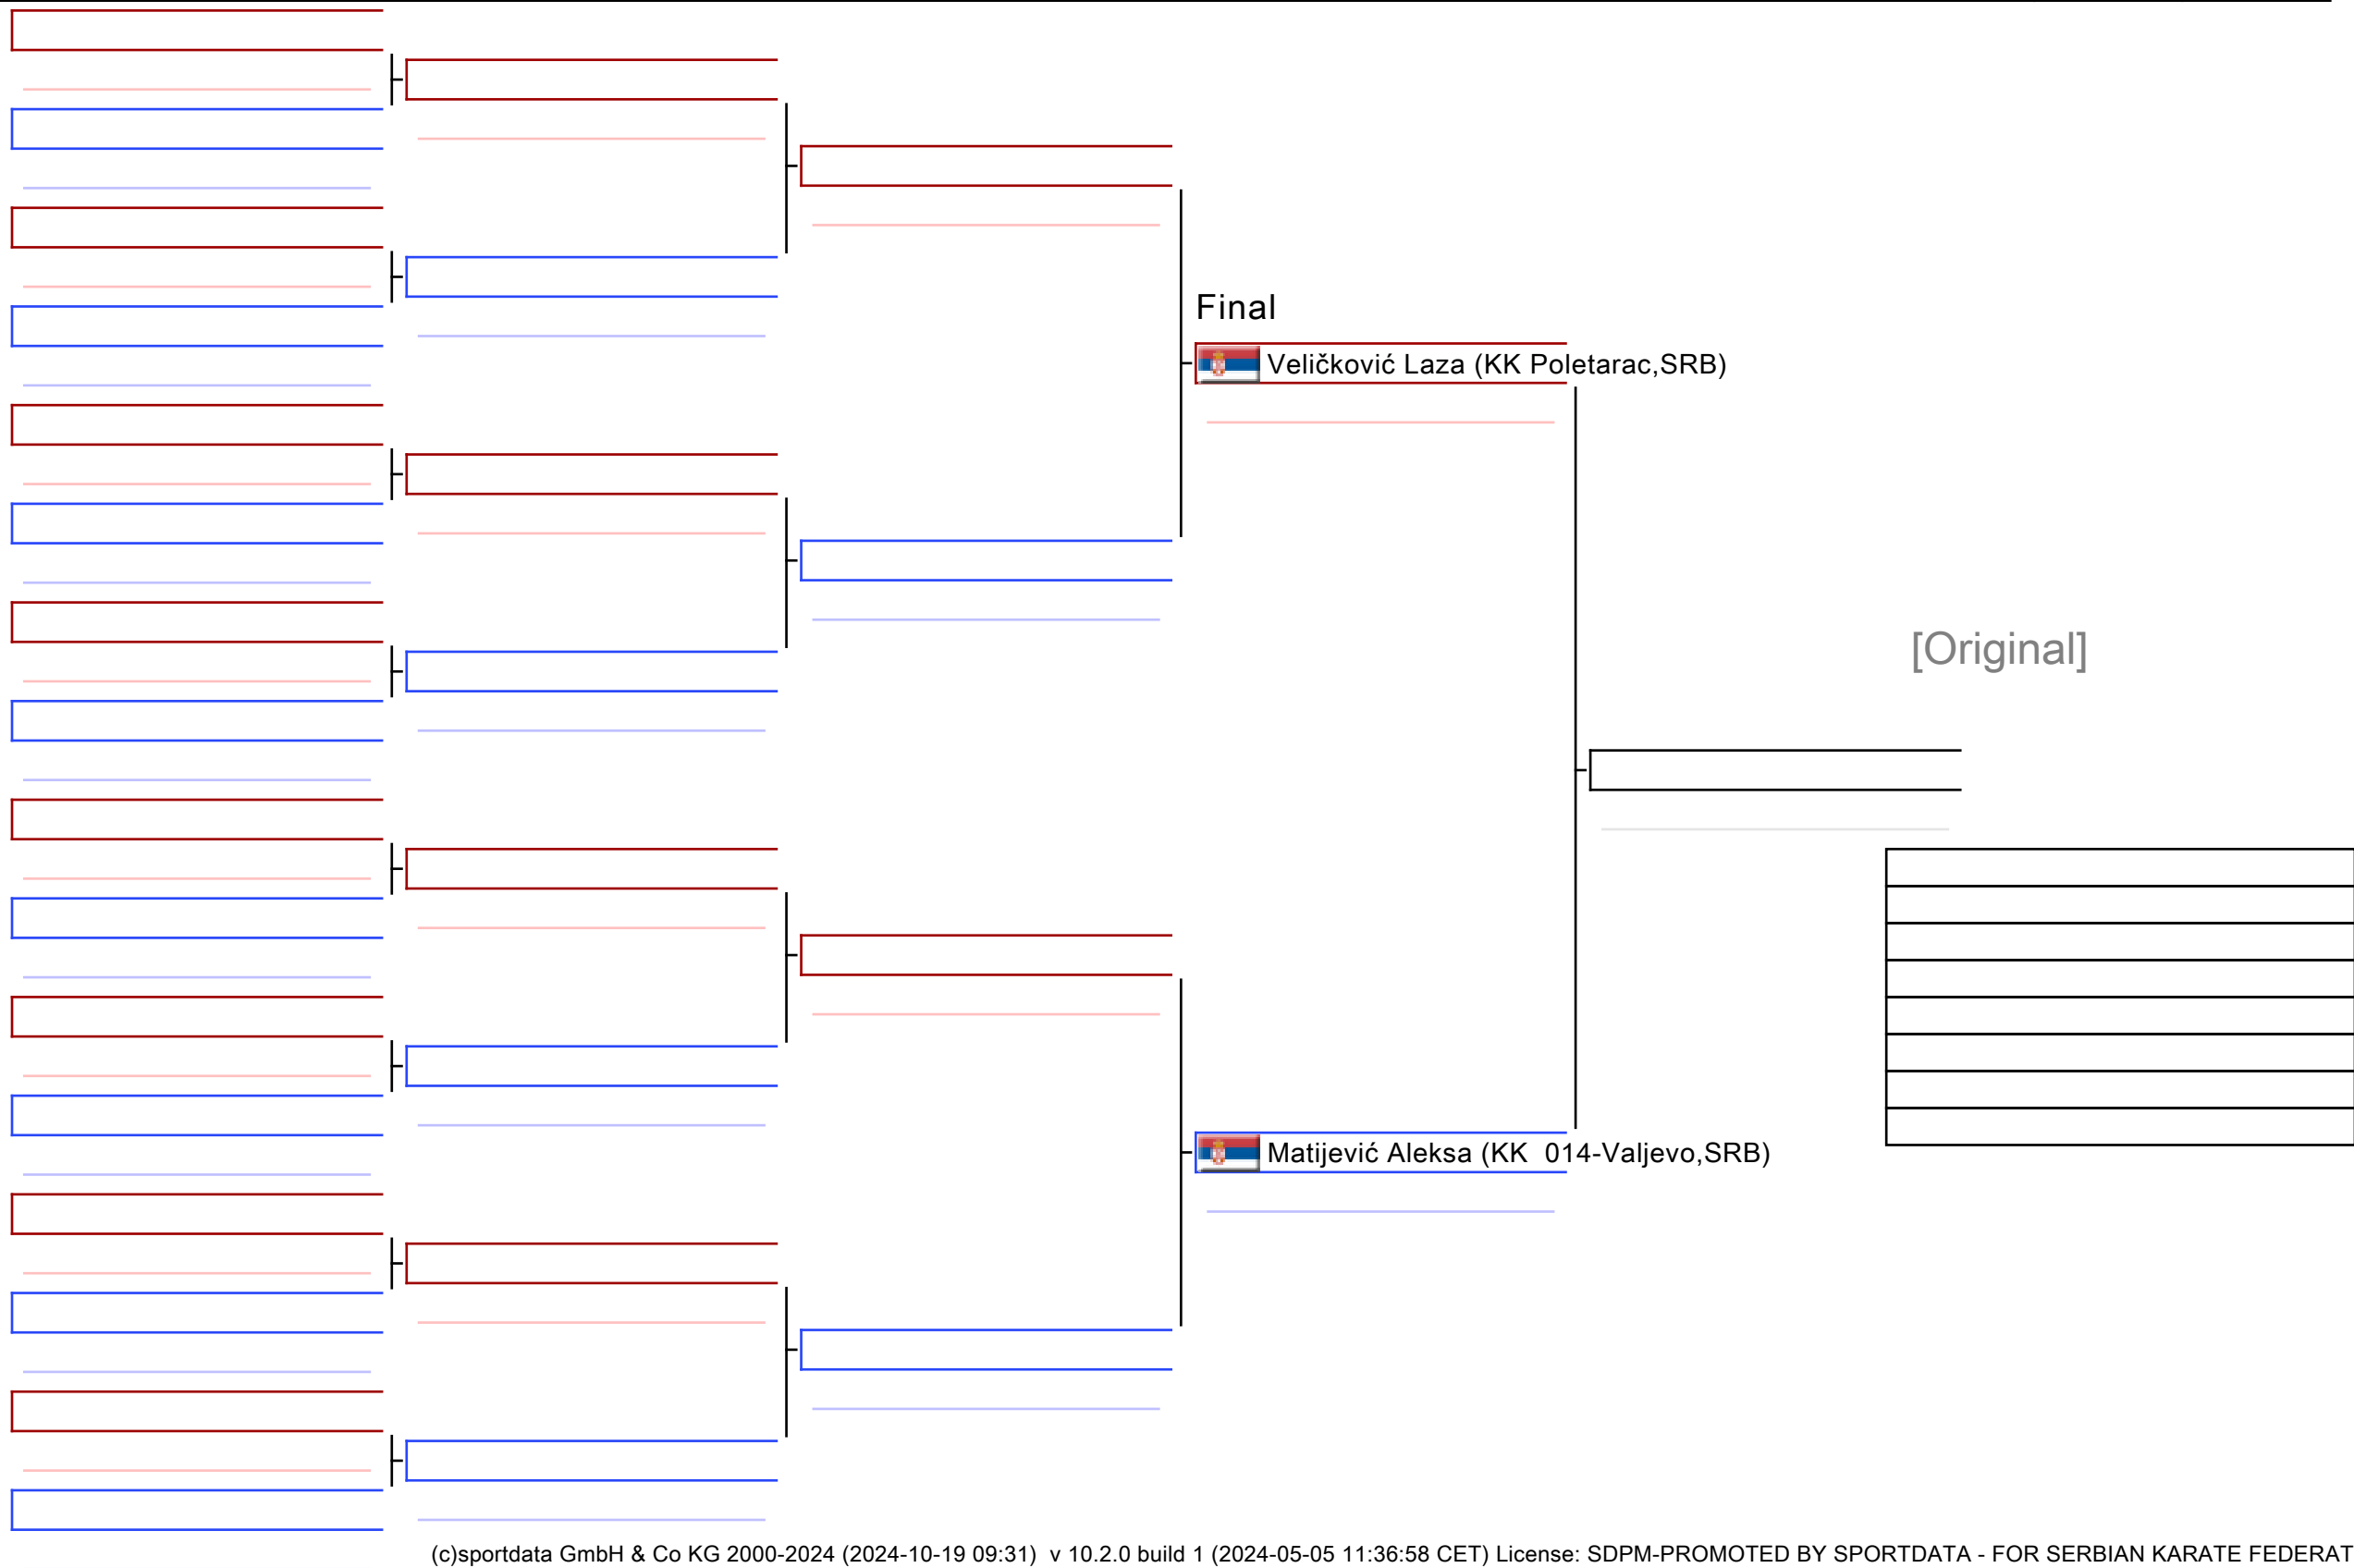 Final
Veličković Laza (KK Poletarac,SRB)
[Original]
Matijević Aleksa (KK  014-Valjevo,SRB)
(c)sportdata GmbH & Co KG 2000-2024 (2024-10-19 09:31)  v 10.2.0 build 1 (2024-05-05 11:36:58 CET) License: SDPM-PROMOTED BY SPORTDATA - FOR SERBIAN KARATE FEDERAT